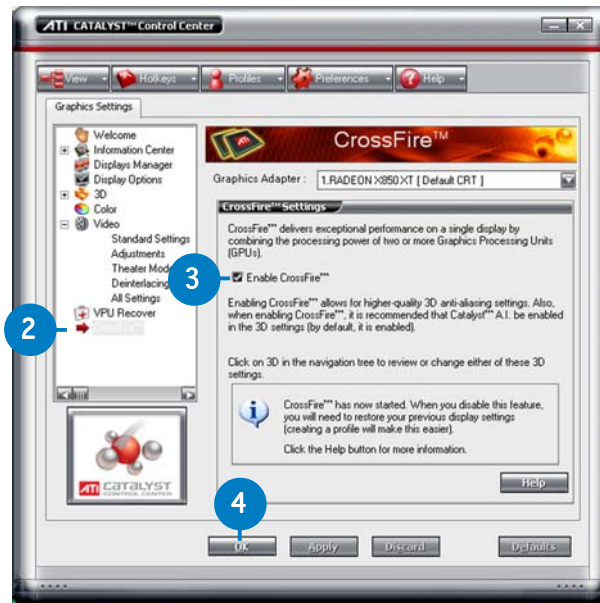 ATI CATALYST™ Control Center
View
Hotkeys
Profiles
Preferences
Help
Graphics Settings
Welcome
Information Center
Displays Manager
Display Options
3D
Color
Video
Standard Settings
Adjustments
Theater Mod
Deinterlacing
All Settings
VPU Recover
CrossFire™
2
ATI CATALYST
CONTROL CENTER
CrossFire™
Graphics Adapter : 1.RADEON X850 XT [ Default CRT ]
CrossFire™ Settings
CrossFire™ delivers exceptional performance on a single display by
combining the processing power of two or more Graphics Processing Units
(GPUs).
3
Enable CrossFire™
Enabling CrossFire™ allows for higher-quality 3D anti-aliasing settings. Also,
when enabling CrossFire™, it is recommended that Catalyst™ A.I. be enabled
in the 3D settings (by default, it is enabled).
Click on 3D in the navigation tree to review or change either of these 3D
settings.
CrossFire™ has now started. When you disable this feature,
you will need to restore your previous display settings
(creating a profile will make this easier).
Click the Help button for more information.
Help
4
OK
Apply
Discard
Defaults